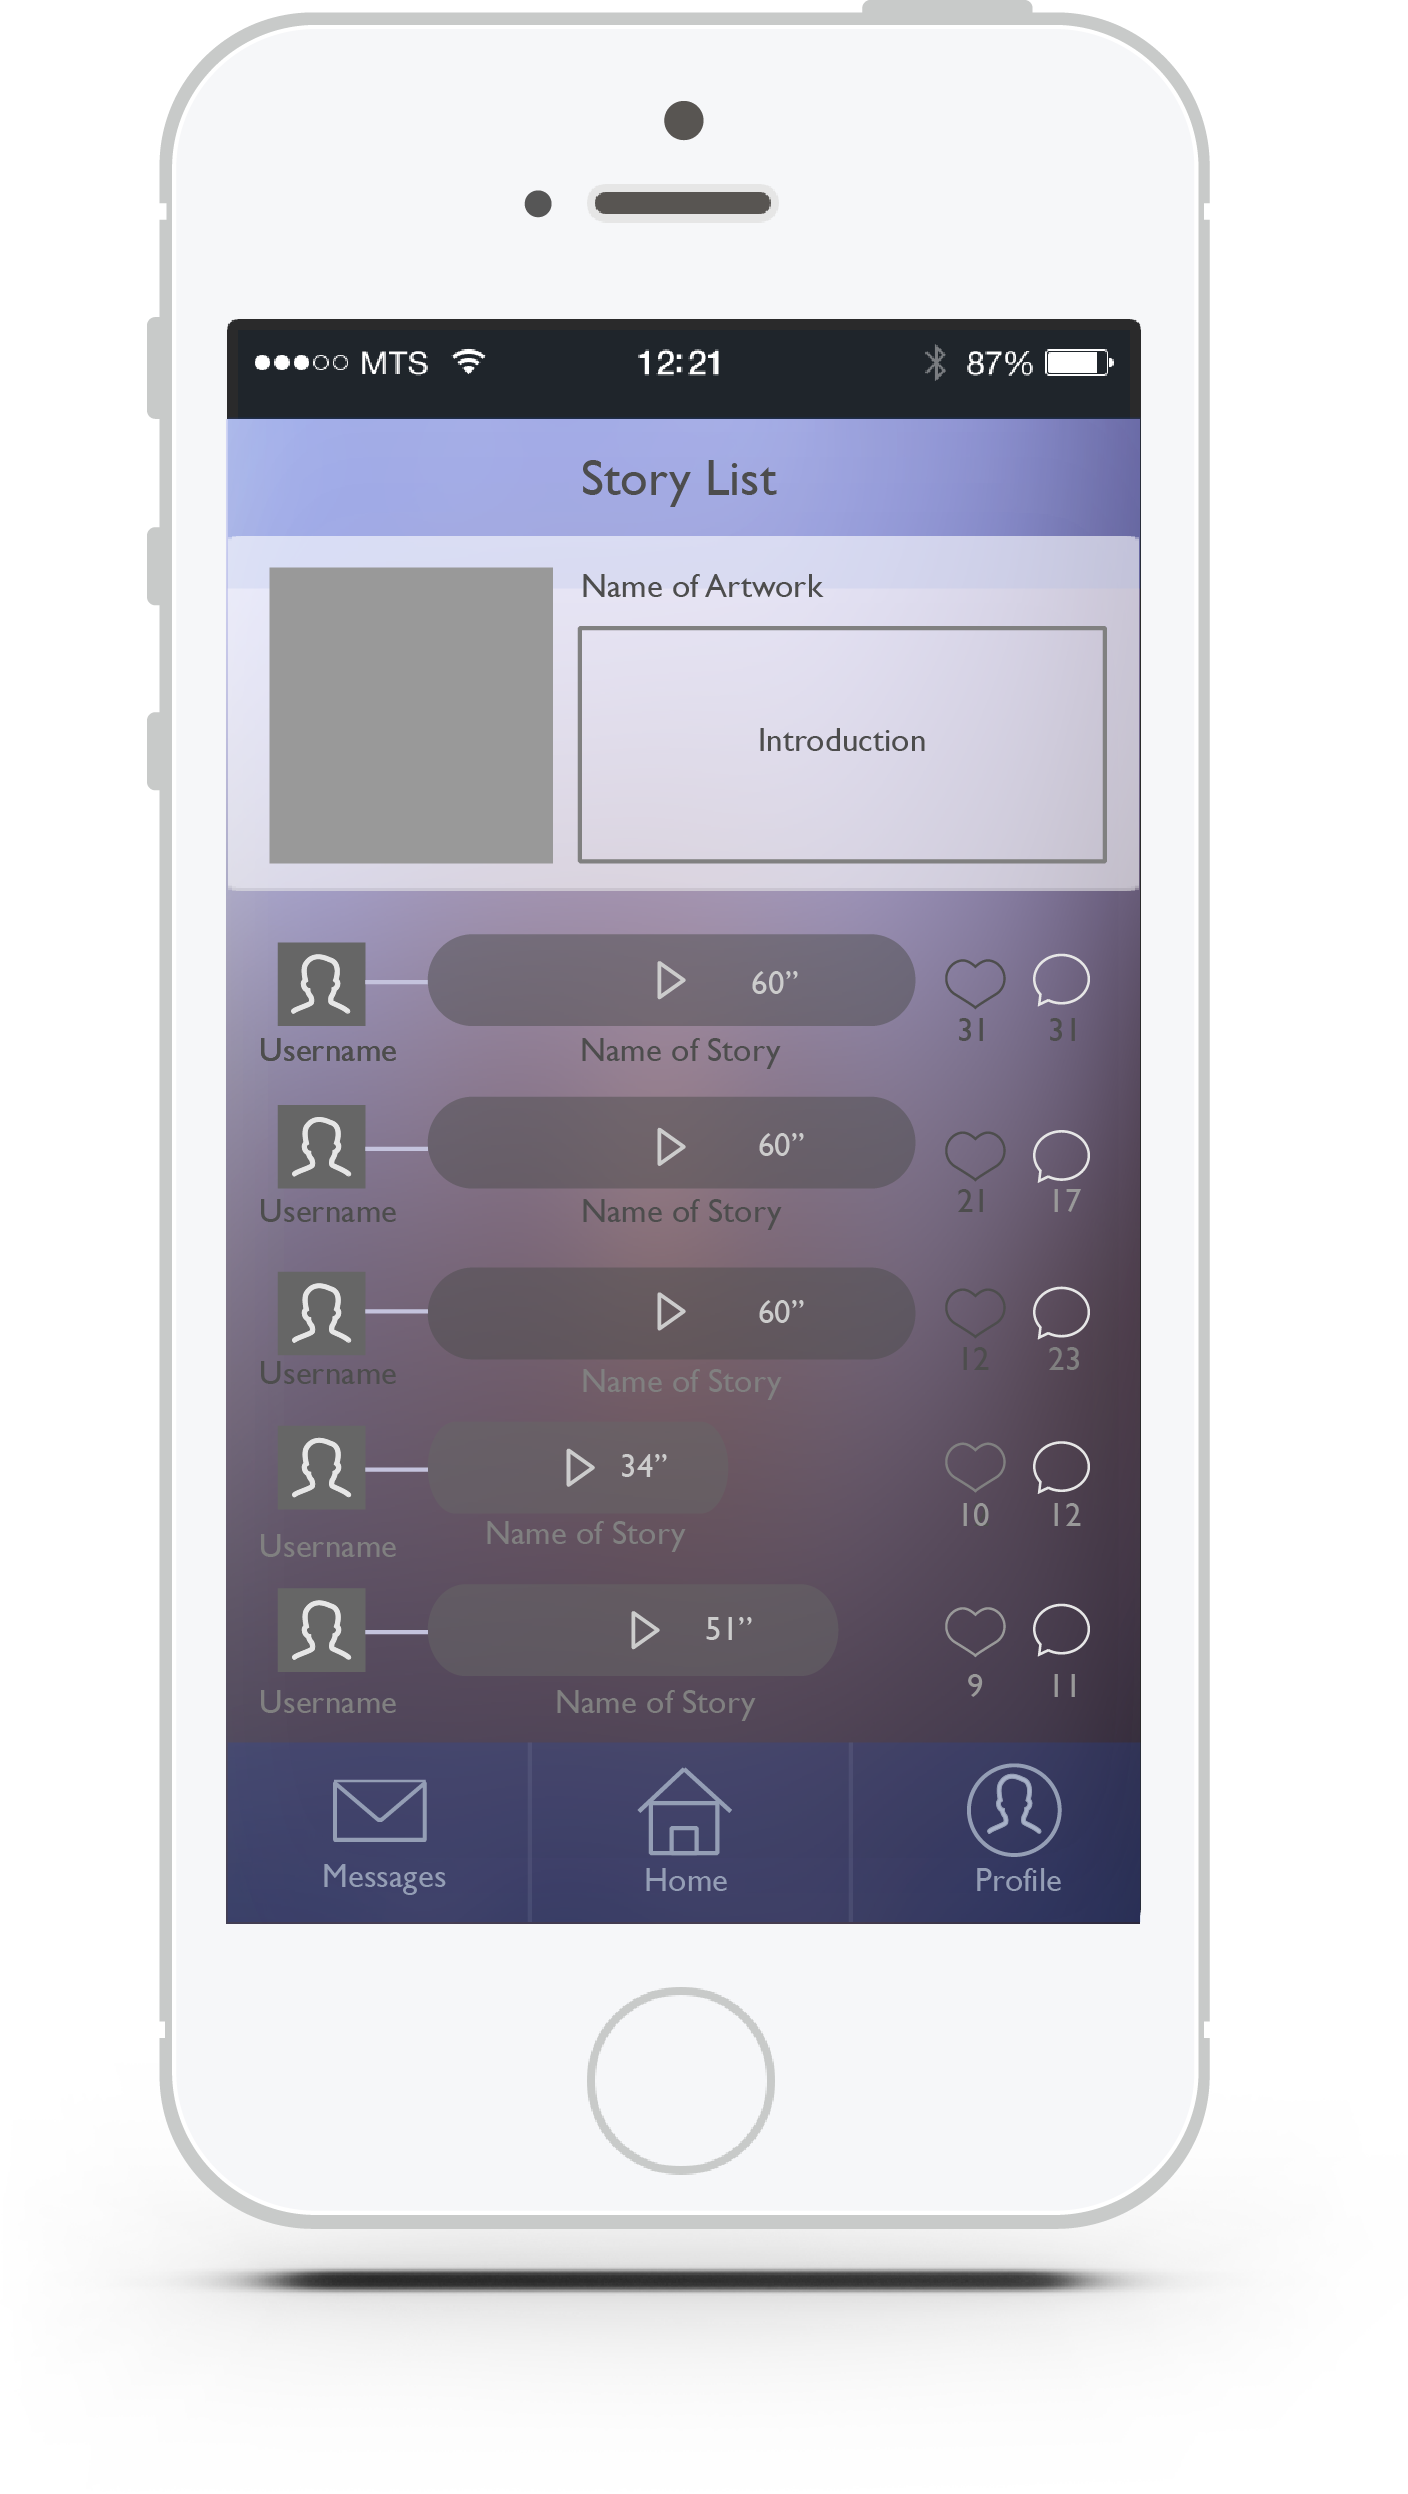 MTS 12:21 87%
Story List
Name of Artwork
Introduction
60”
31 31
Username Name of Story
60”
21 17
Username Name of Story
60”
12 23
Username Name of Story
34”
10 12
Username Name of Story
51”
9 11
Username Name of Story
Messages Home Profile